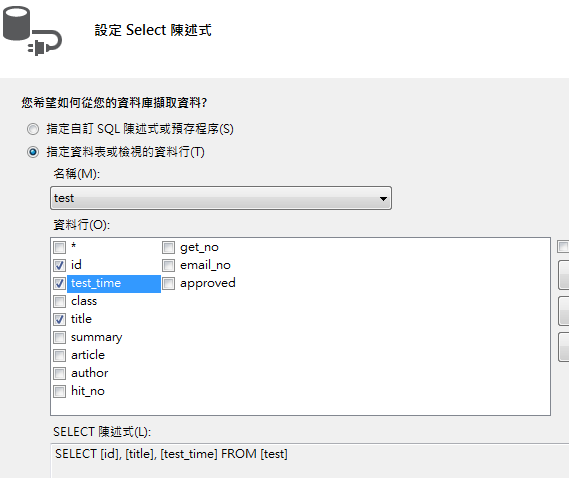 設定 Select 陳述式
您希望如何從您的資料庫擷取資料?
指定自訂 SQL 陳述式或預存程序(S)
指定資料表或檢視的資料行(T)
名稱(M):
test
資料行(O):
* get_no
id email_no
test_time approved
class
title
summary
article
author
hit_no
SELECT 陳述式(L):
SELECT [id], [title], [test_time] FROM [test]